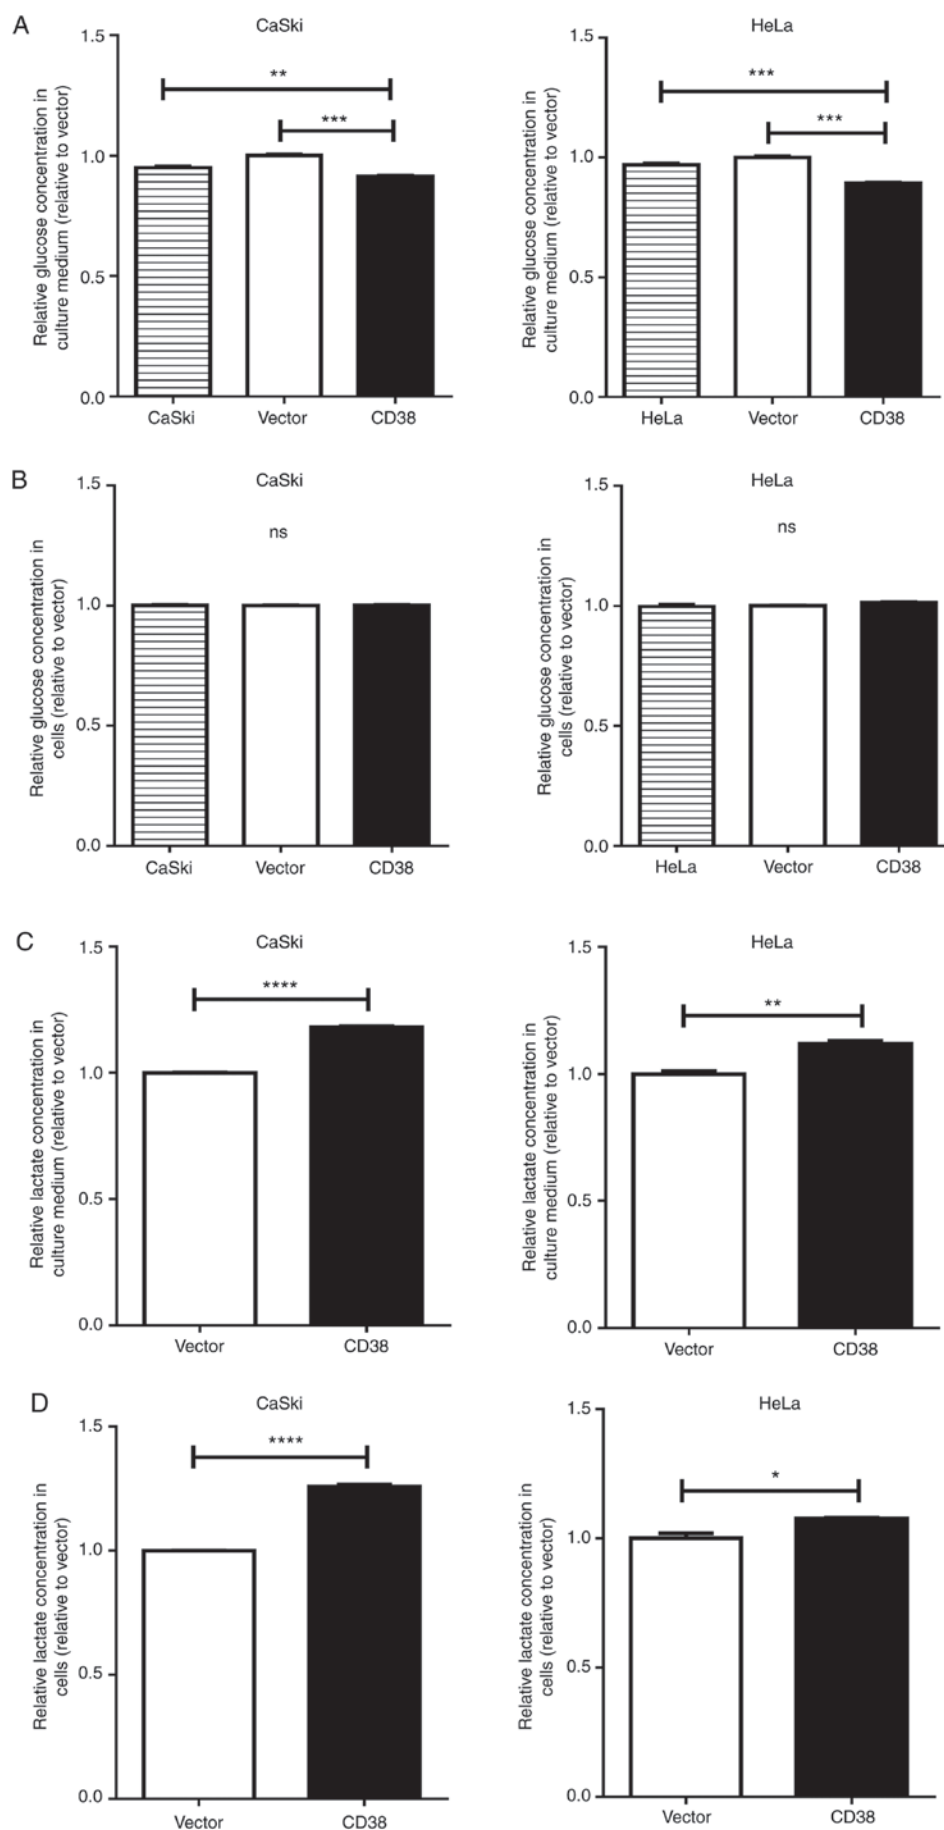 A
CaSki
Relative glucose concentration in
culture medium (relative to vector)
1.5
1.0
0.5
0.0
**
***
CaSki Vector CD38
HeLa
Relative glucose concentration in
culture medium (relative to vector)
1.5
1.0
0.5
0.0
***
***
HeLa Vector CD38
B
CaSki
Relative glucose concentration in
cells (relative to vector)
1.5
1.0
0.5
0.0
ns
CaSki Vector CD38
HeLa
Relative glucose concentration in
cells (relative to vector)
1.5
1.0
0.5
0.0
ns
HeLa Vector CD38
C
CaSki
Relative lactate concentration in
culture medium (relative to vector)
1.5
1.0
0.5
0.0
****
Vector CD38
HeLa
Relative lactate concentration in
culture medium (relative to vector)
1.5
1.0
0.5
0.0
**
Vector CD38
D
CaSki
Relative lactate concentration in
cells (relative to vector)
1.5
1.0
0.5
0.0
****
Vector CD38
HeLa
Relative lactate concentration in
cells (relative to vector)
1.5
1.0
0.5
0.0
*
Vector CD38